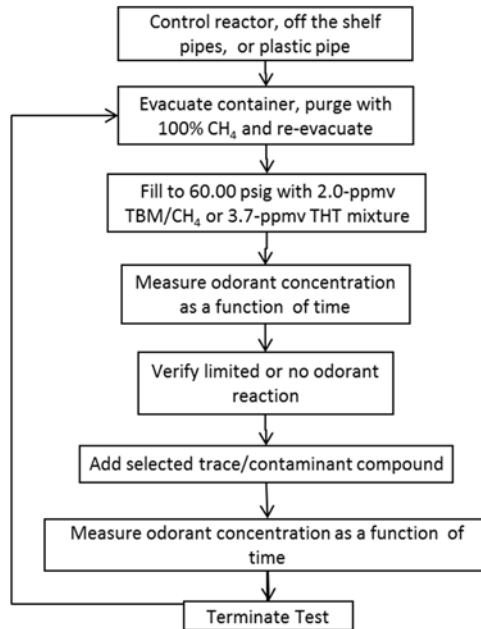 Control reactor, off the shelf
pipes, or plastic pipe
Evacuate container, purge with
100% CH₄ and re-evacuate
Fill to 60.00 psig with 2.0-ppmv
TBM/CH₄ or 3.7-ppmv THT mixture
Measure odorant concentration
as a function of time
Verify limited or no odorant
reaction
Add selected trace/contaminant compound
Measure odorant concentration as a function of
time
Terminate Test